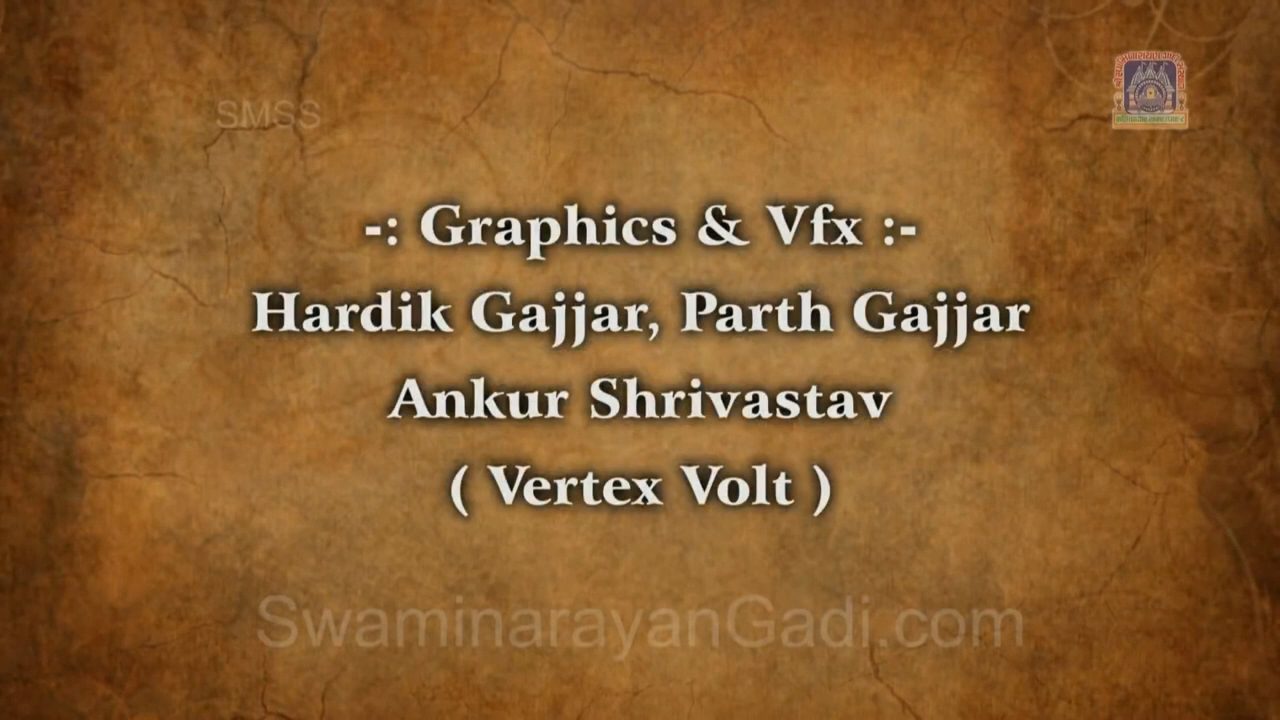 SMSS
-: Graphics & Vfx :-
Hardik Gajjar, Parth Gajjar
Ankur Shrivastav
( Vertex Volt )
SwaminarayanGadi.com